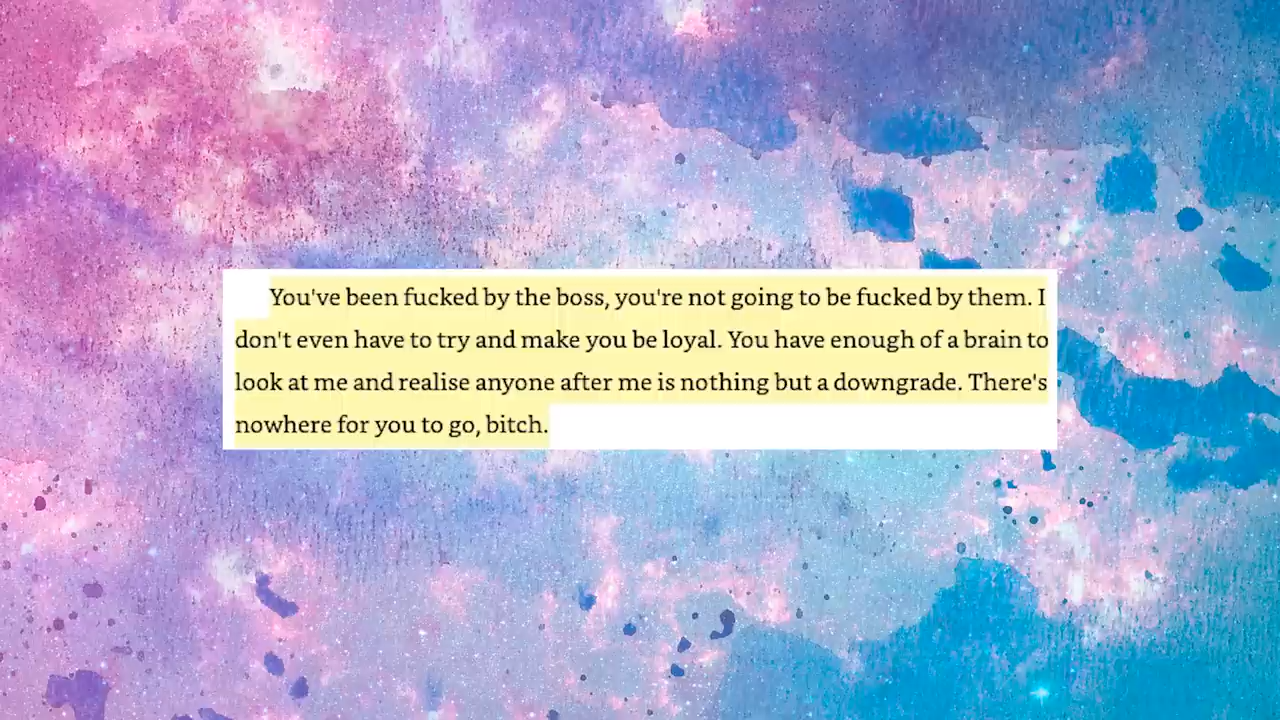 You've been fucked by the boss, you're not going to be fucked by them. I
don't even have to try and make you be loyal. You have enough of a brain to
look at me and realise anyone after me is nothing but a downgrade. There's
nowhere for you to go, bitch.